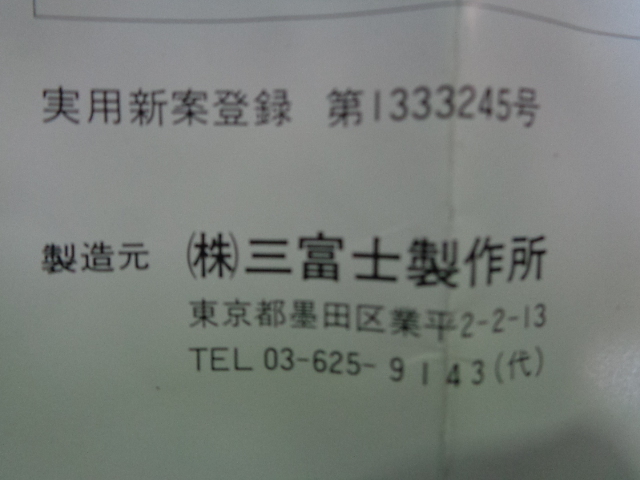 実用新案登録 第1333245号
製造元 ㈱三富士製作所
東京都墨田区業平2-2-13
TEL 03-625-9143(代)